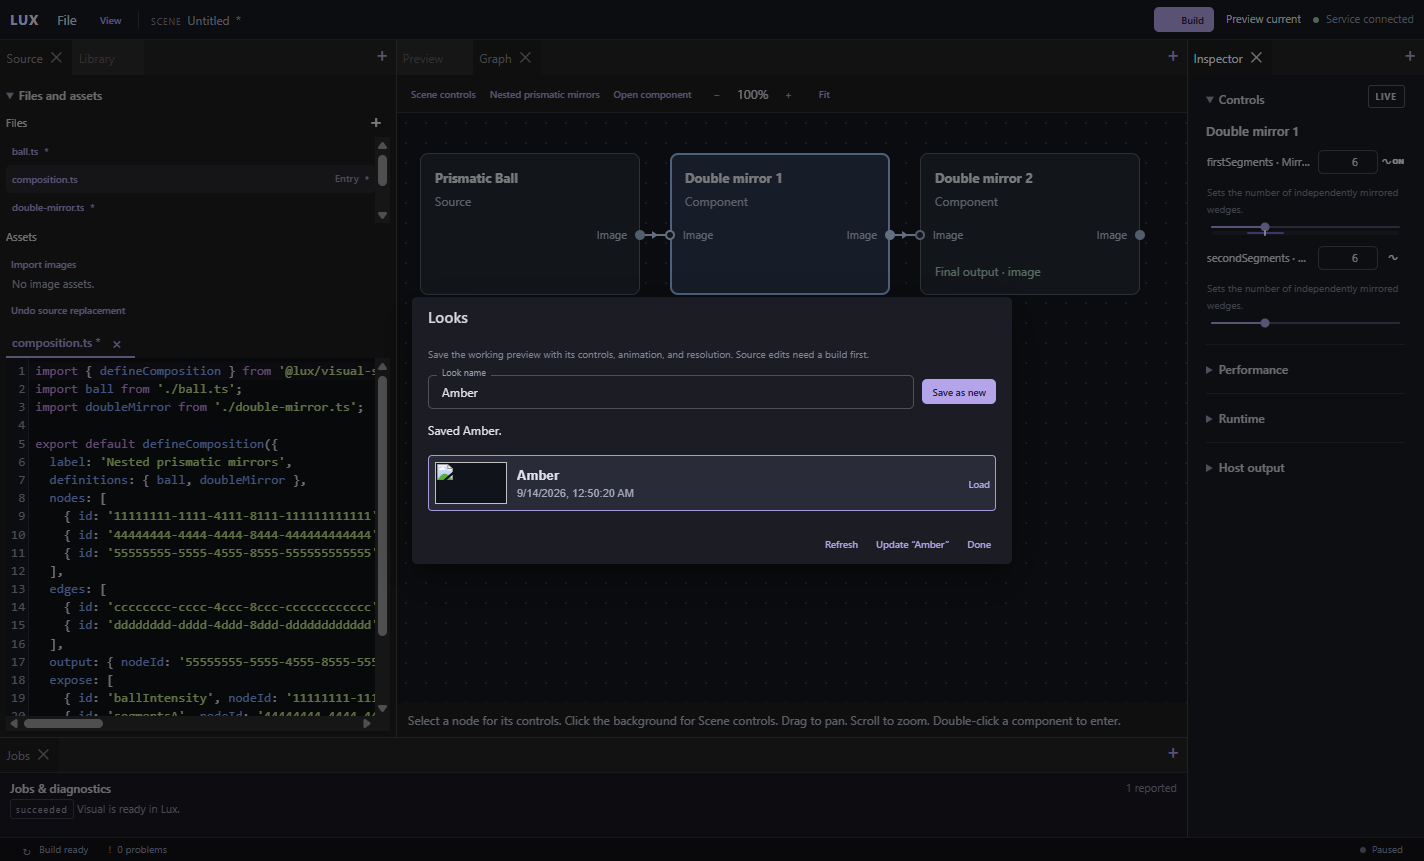 LUX File View SCENE Untitled * Build Preview current Service connected
Source Library + Preview Graph + Inspector +
Files and assets
Files +
ball.ts *
composition.ts Entry *
double-mirror.ts *
Assets
Import images
No image assets.
Undo source replacement
composition.ts * ×
1 import { defineComposition } from '@lux/visual-s
2 import ball from './ball.ts';
3 import doubleMirror from './double-mirror.ts';
4
5 export default defineComposition({
6 label: 'Nested prismatic mirrors',
7 definitions: { ball, doubleMirror },
8 nodes: [
9 { id: '11111111-1111-4111-8111-111111111111'
10 { id: '44444444-4444-4444-8444-444444444444'
11 { id: '55555555-5555-4555-8555-555555555555'
12 ],
13 edges: [
14 { id: 'cccccccc-cccc-4ccc-8ccc-cccccccccccc'
15 { id: 'dddddddd-dddd-4ddd-8ddd-dddddddddddd'
16 ],
17 output: { nodeId: '55555555-5555-4555-8555-555
18 expose: [
19 { id: 'ballIntensity', nodeId: '11111111-111
20 { id: 'segmentsA', nodeId: '44444444-4444-44
Scene controls Nested prismatic mirrors Open component − 100% + Fit
Prismatic Ball
Source
Image
Double mirror 1
Component
Image Image
Double mirror 2
Component
Image Image
Final output · image
Looks
Save the working preview with its controls, animation, and resolution. Source edits need a build first.
Look name
Amber
Save as new
Saved Amber.
Amber
9/14/2026, 12:50:20 AM
Load
Refresh Update “Amber” Done
Select a node for its controls. Click the background for Scene controls. Drag to pan. Scroll to zoom. Double-click a component to enter.
Controls LIVE
Double mirror 1
firstSegments · Mirr... 6 ON
Sets the number of independently mirrored
wedges.
secondSegments · ... 6
Sets the number of independently mirrored
wedges.
Performance
Runtime
Host output
Jobs +
Jobs & diagnostics 1 reported
succeeded Visual is ready in Lux.
Build ready ! 0 problems Paused